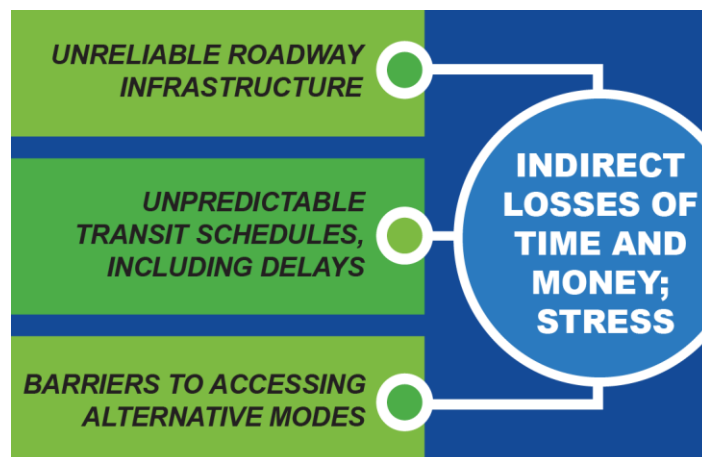 UNRELIABLE ROADWAY
INFRASTRUCTURE
UNPREDICTABLE
TRANSIT SCHEDULES,
INCLUDING DELAYS
BARRIERS TO ACCESSING
ALTERNATIVE MODES
INDIRECT
LOSSES OF
TIME AND
MONEY;
STRESS